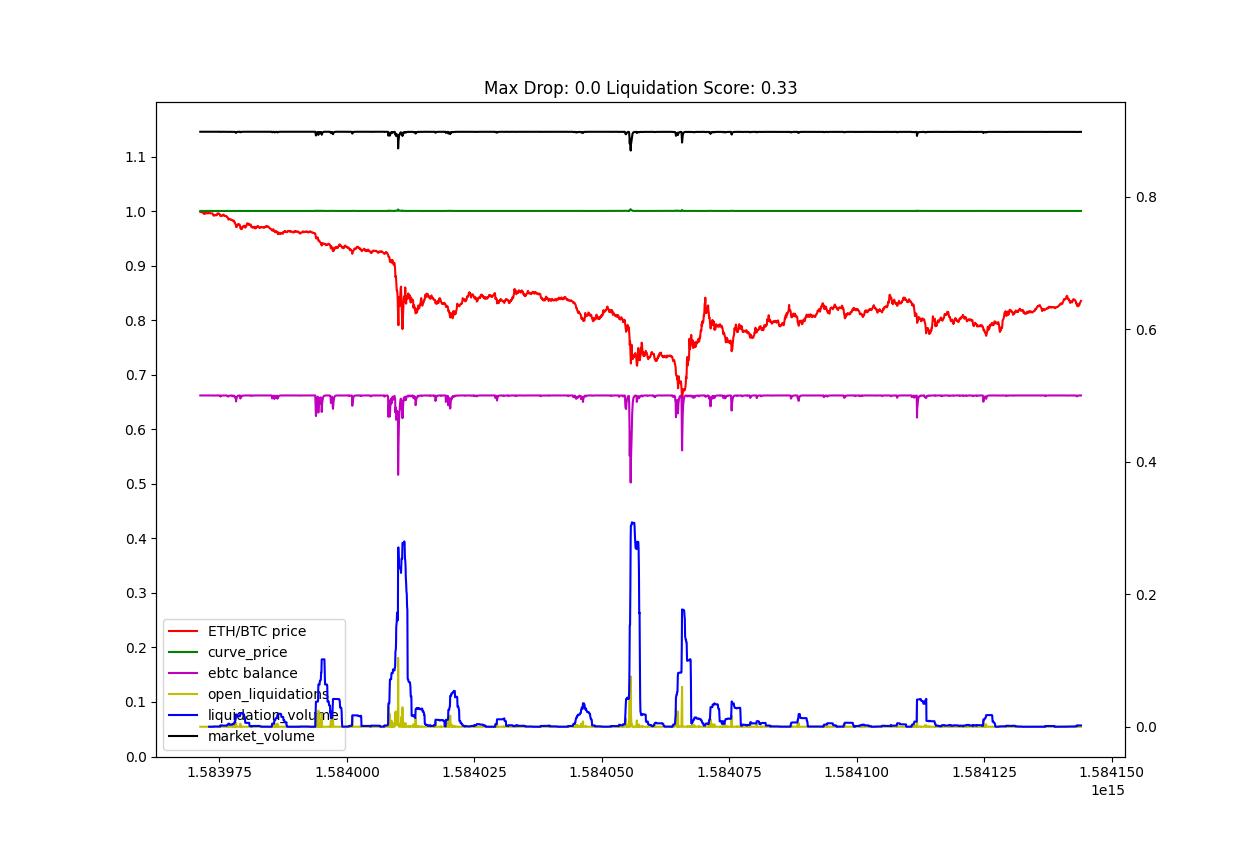 Max Drop: 0.0 Liquidation Score: 0.33
1.1
1.0
0.9
0.8
0.7
0.6
0.5
0.4
0.3
0.2
0.1
0.0
0.8
0.6
0.4
0.2
0.0
ETH/BTC price
curve_price
ebtc balance
open_liquidations
liquidation_volume
market_volume
1.583975 1.584000 1.584025 1.584050 1.584075 1.584100 1.584125 1.584150
1e15